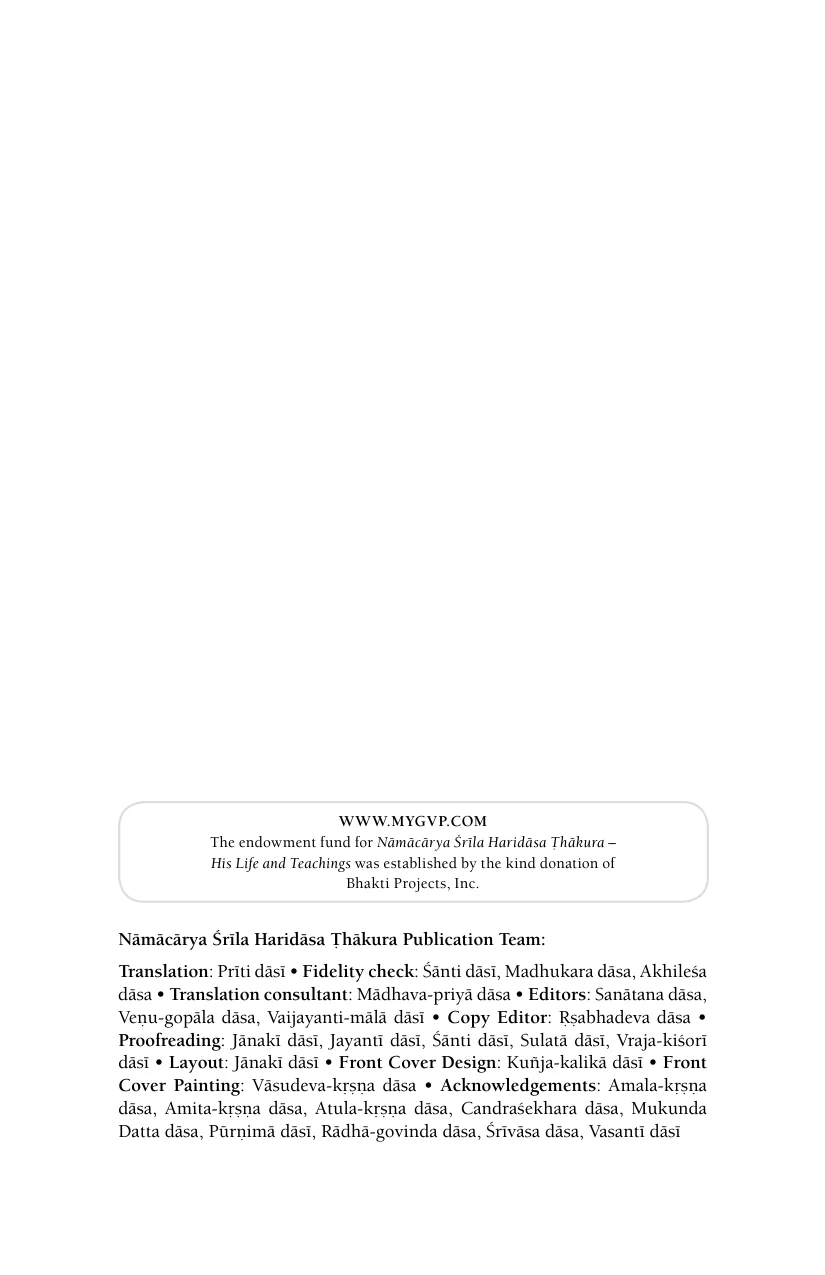 WWW.MYGVP.COM
The endowment fund for Nāmācārya Śrīla Haridāsa Ṭhākura –
His Life and Teachings was established by the kind donation of
Bhakti Projects, Inc.
Nāmācārya Śrīla Haridāsa Ṭhākura Publication Team:
Translation: Prīti dāsī • Fidelity check: Śānti dāsī, Madhukara dāsa, Akhileśa
dāsa • Translation consultant: Mādhava-priyā dāsa • Editors: Sanātana dāsa,
Veṇu-gopāla dāsa, Vaijayanti-mālā dāsī • Copy Editor: Ṛṣabhadeva dāsa •
Proofreading: Jānakī dāsī, Jayantī dāsī, Śānti dāsī, Sulatā dāsī, Vraja-kiśorī
dāsī • Layout: Jānakī dāsī • Front Cover Design: Kuñja-kalikā dāsī • Front
Cover Painting: Vāsudeva-kṛṣṇa dāsa • Acknowledgements: Amala-kṛṣṇa
dāsa, Amita-kṛṣṇa dāsa, Atula-kṛṣṇa dāsa, Candraśekhara dāsa, Mukunda
Datta dāsa, Pūrṇimā dāsī, Rādhā-govinda dāsa, Śrīvāsa dāsa, Vasantī dāsī